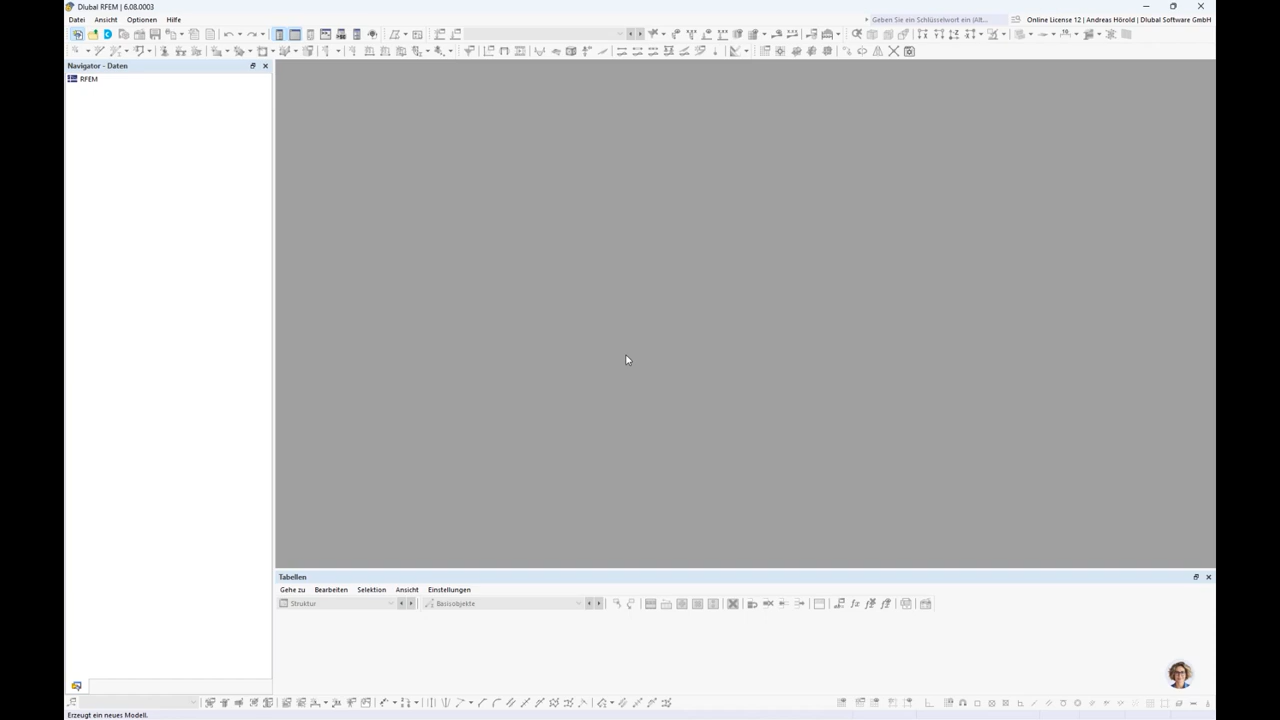 Dlubal RFEM | 6.08.0003
Datei Ansicht Optionen Hilfe
Geben Sie ein Schlüsselwort ein (Alt...
Online License 12 | Andreas Hörold | Dlubal Software GmbH
Navigator - Daten
RFEM
Tabellen
Gehe zu Bearbeiten Selektion Ansicht Einstellungen
Struktur Basisobjekte
Erzeugt ein neues Modell.